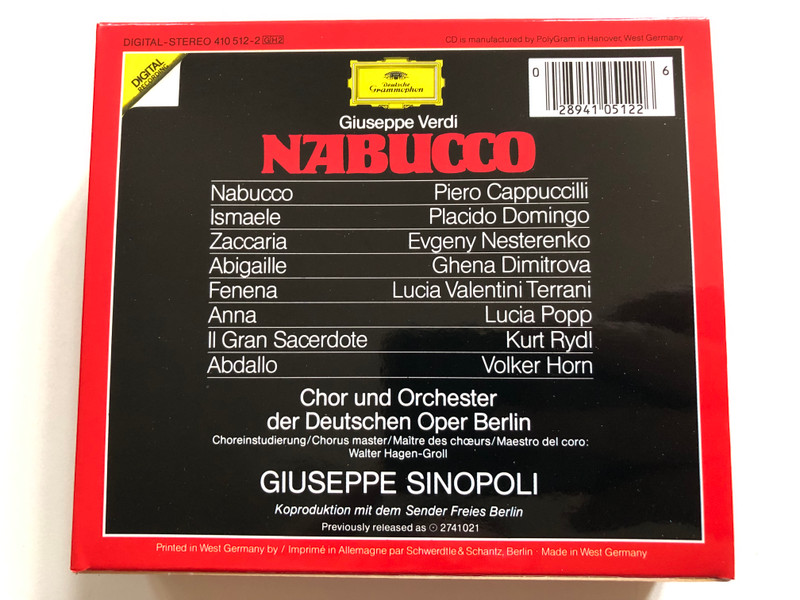 DIGITAL-STEREO 410 512-2 GH2
CD is manufactured by PolyGram in Hanover, West Germany
DIGITAL
RECORDING
Deutsche
Grammophon
0 28941 05122 6
Giuseppe Verdi
NABUCCO
Nabucco Piero Cappuccilli
Ismaele Placido Domingo
Zaccaria Evgeny Nesterenko
Abigaille Ghena Dimitrova
Fenena Lucia Valentini Terrani
Anna Lucia Popp
Il Gran Sacerdote Kurt Rydl
Abdallo Volker Horn
Chor und Orchester
der Deutschen Oper Berlin
Choreinstudierung/Chorus master/Maître des chœurs/Maestro del coro:
Walter Hagen-Groll
GIUSEPPE SINOPOLI
Koproduktion mit dem Sender Freies Berlin
Previously released as 2741021
Printed in West Germany by / Imprimé in Allemagne par Schwerdtle & Schantz, Berlin · Made in West Germany